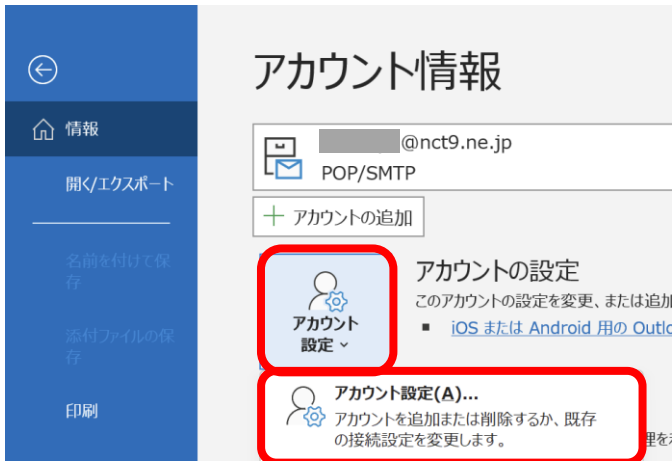 アカウント情報
情報
@nct9.ne.jp
POP/SMTP
開く/エクスポート
アカウントの追加
名前を付けて保
存
アカウントの設定
このアカウントの設定を変更、または追加
iOS または Android 用の Outlo
アカウント
設定
添付ファイルの保
存
アカウント設定(A)...
アカウントを追加または削除するか、既存
の接続設定を変更します。
印刷